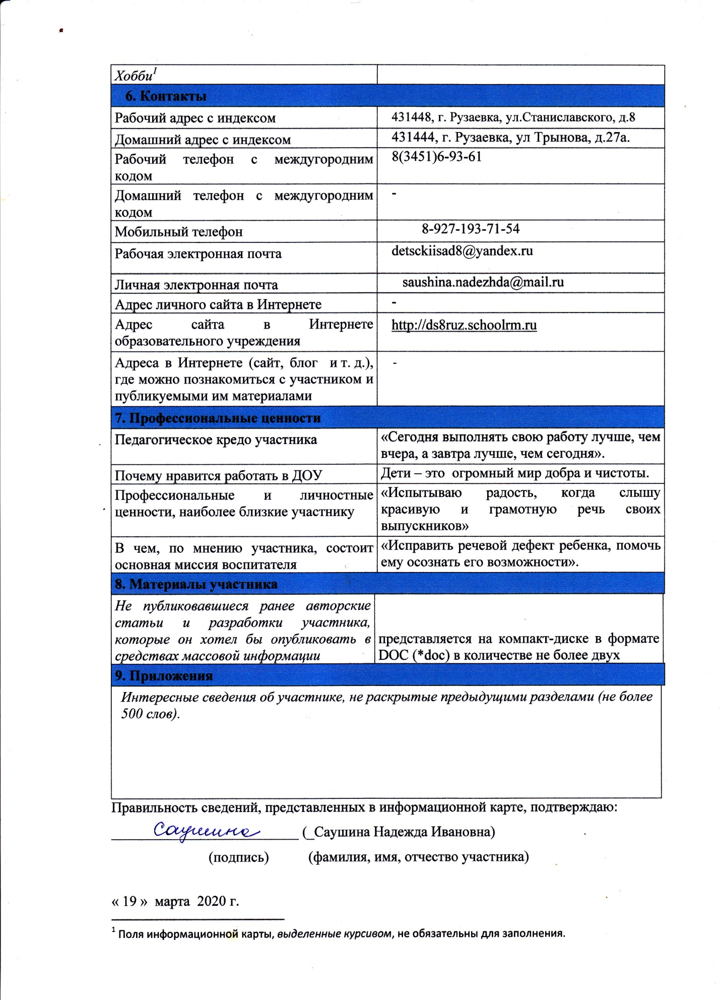 Хобби1
6. Контакты
Рабочий адрес с индексом
431448, г. Рузаевка, ул.Станиславского, д.8
Домашний адрес с индексом
431444, г. Рузаевка, ул Трынова, д.27а.
Рабочий телефон с междугородним
кодом
8(3451)6-93-61
Домашний телефон с междугородним
кодом
-
Мобильный телефон
8-927-193-71-54
Рабочая электронная почта
detsckiisad8@yandex.ru
Личная электронная почта
saushina.nadezhda@mail.ru
Адрес личного сайта в Интернете
-
Адрес сайта в Интернете
образовательного учреждения
http://ds8ruz.schoolrm.ru
Адреса в Интернете (сайт, блог и т. д.),
где можно познакомиться с участником и
публикуемыми им материалами
-
7. Профессиональные ценности
Педагогическое кредо участника
«Сегодня выполнять свою работу лучше, чем
вчера, а завтра лучше, чем сегодня».
Почему нравится работать в ДОУ
Дети – это огромный мир добра и чистоты.
Профессиональные и личностные
ценности, наиболее близкие участнику
«Испытываю радость, когда слышу
красивую и грамотную речь своих
выпускников»
В чем, по мнению участника, состоит
основная миссия воспитателя
«Исправить речевой дефект ребенка, помочь
ему осознать его возможности».
8. Материалы участника
Не публиковавшиеся ранее авторские
статьи и разработки участника,
которые он хотел бы опубликовать в
средствах массовой информации
представляется на компакт-диске в формате
DOC (*doc) в количестве не более двух
9. Приложения
Интересные сведения об участнике, не раскрытые предыдущими разделами (не более
500 слов).
Правильность сведений, представленных в информационной карте, подтверждаю:
Саушина (_Саушина Надежда Ивановна)
(подпись) (фамилия, имя, отчество участника)
« 19 » марта 2020 г.
1 Поля информационной карты, выделенные курсивом, не обязательны для заполнения.